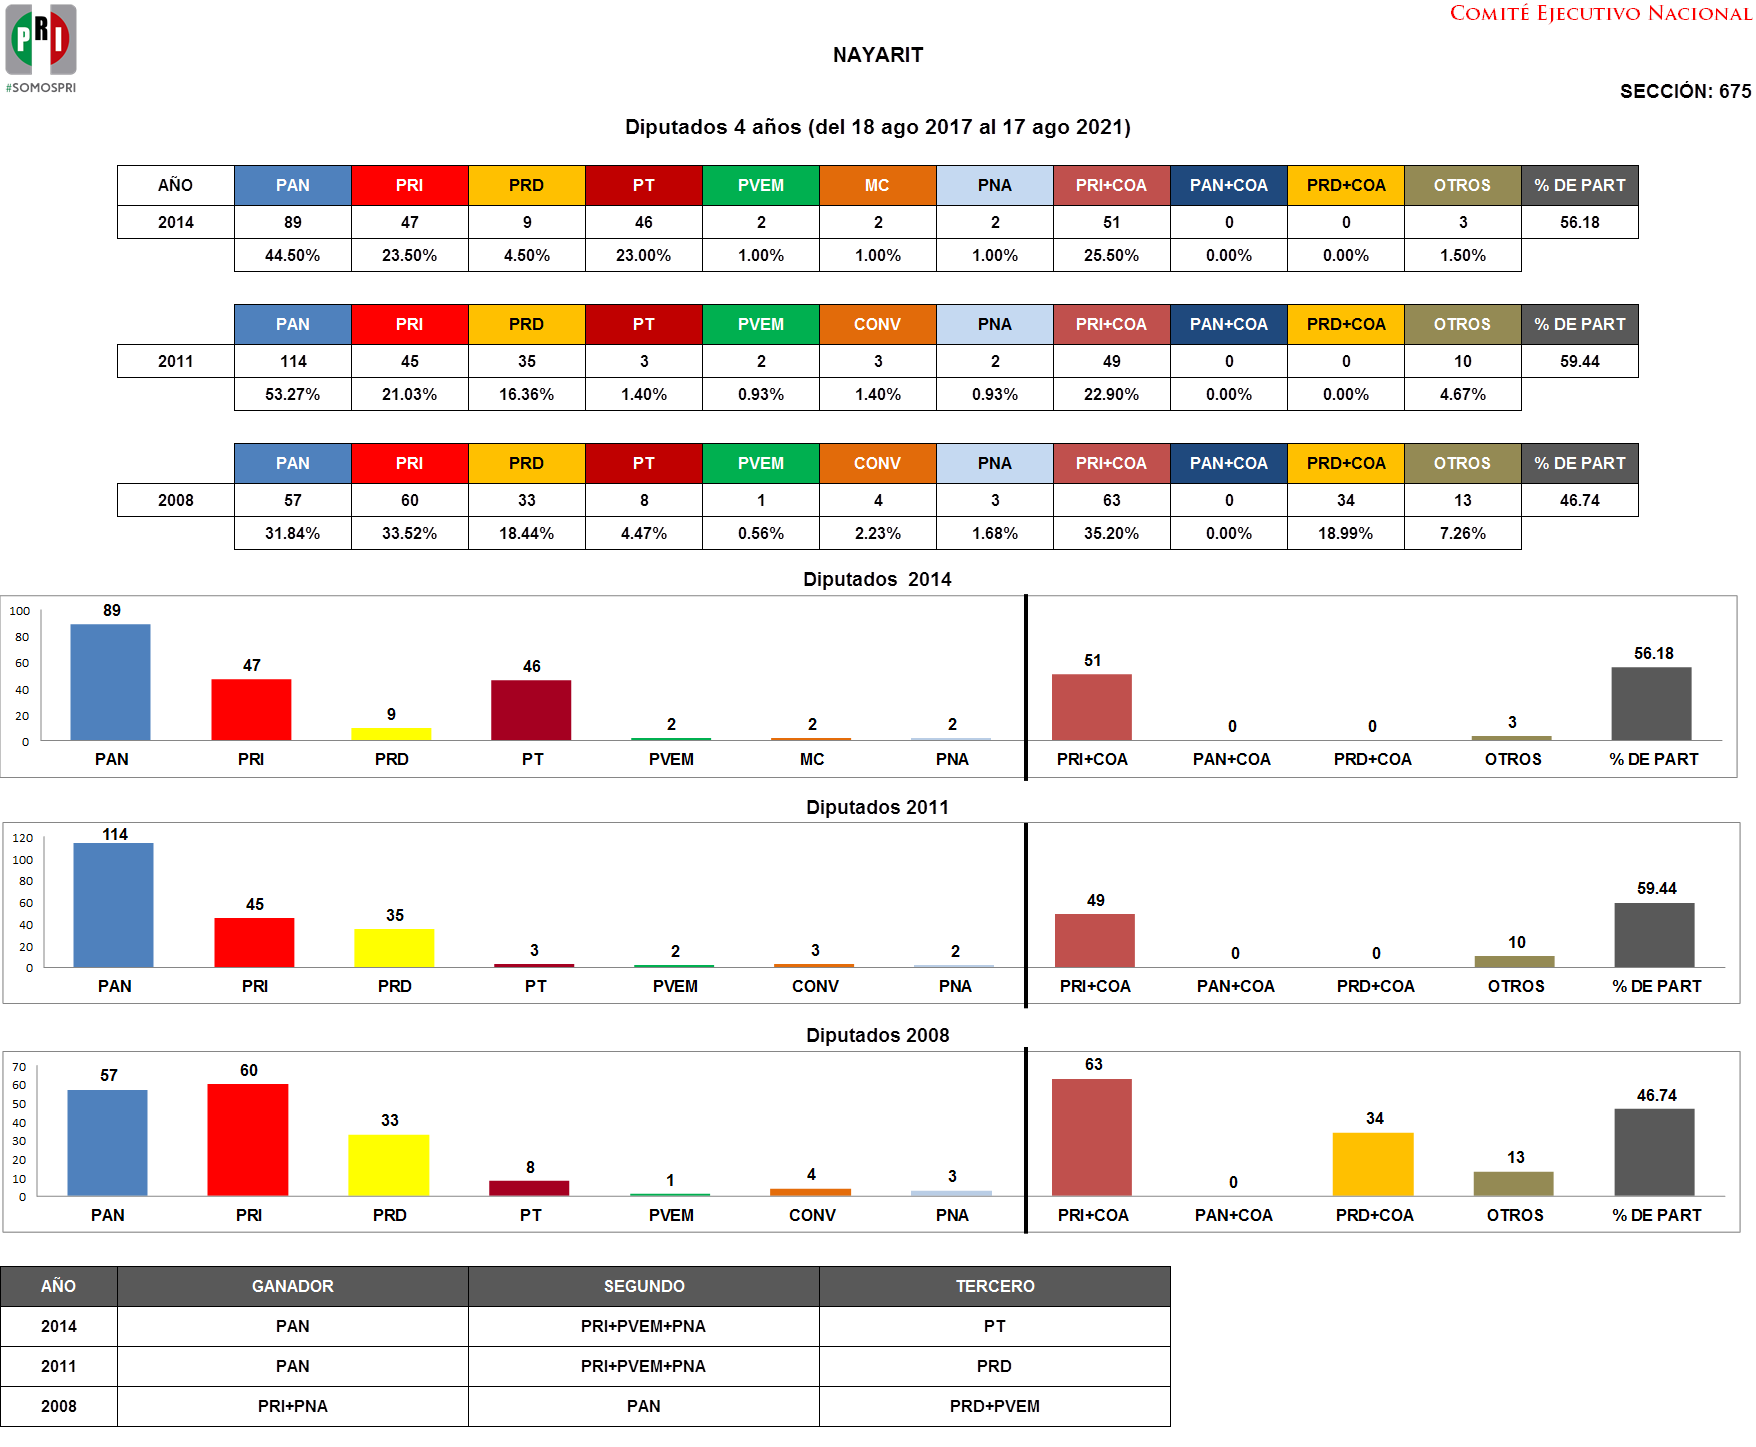 PRI
#SOMOSPRI
COMITÉ EJECUTIVO NACIONAL
NAYARIT
SECCIÓN: 675
Diputados 4 años (del 18 ago 2017 al 17 ago 2021)
AÑO PAN PRI PRD PT PVEM MC PNA PRI+COA PAN+COA PRD+COA OTROS % DE PART
2014 89 47 9 46 2 2 2 51 0 0 3 56.18
44.50% 23.50% 4.50% 23.00% 1.00% 1.00% 1.00% 25.50% 0.00% 0.00% 1.50%
PAN PRI PRD PT PVEM CONV PNA PRI+COA PAN+COA PRD+COA OTROS % DE PART
2011 114 45 35 3 2 3 2 49 0 0 10 59.44
53.27% 21.03% 16.36% 1.40% 0.93% 1.40% 0.93% 22.90% 0.00% 0.00% 4.67%
PAN PRI PRD PT PVEM CONV PNA PRI+COA PAN+COA PRD+COA OTROS % DE PART
2008 57 60 33 8 1 4 3 63 0 34 13 46.74
31.84% 33.52% 18.44% 4.47% 0.56% 2.23% 1.68% 35.20% 0.00% 18.99% 7.26%
Diputados 2014
100
80
60
40
20
0
89 47 9 46 2 2 2 51 0 0 3 56.18
PAN PRI PRD PT PVEM MC PNA PRI+COA PAN+COA PRD+COA OTROS % DE PART
Diputados 2011
120
100
80
60
40
20
0
114 45 35 3 2 3 2 49 0 0 10 59.44
PAN PRI PRD PT PVEM CONV PNA PRI+COA PAN+COA PRD+COA OTROS % DE PART
Diputados 2008
70
60
50
40
30
20
10
0
57 60 33 8 1 4 3 63 0 34 13 46.74
PAN PRI PRD PT PVEM CONV PNA PRI+COA PAN+COA PRD+COA OTROS % DE PART
AÑO GANADOR SEGUNDO TERCERO
2014 PAN PRI+PVEM+PNA PT
2011 PAN PRI+PVEM+PNA PRD
2008 PRI+PNA PAN PRD+PVEM